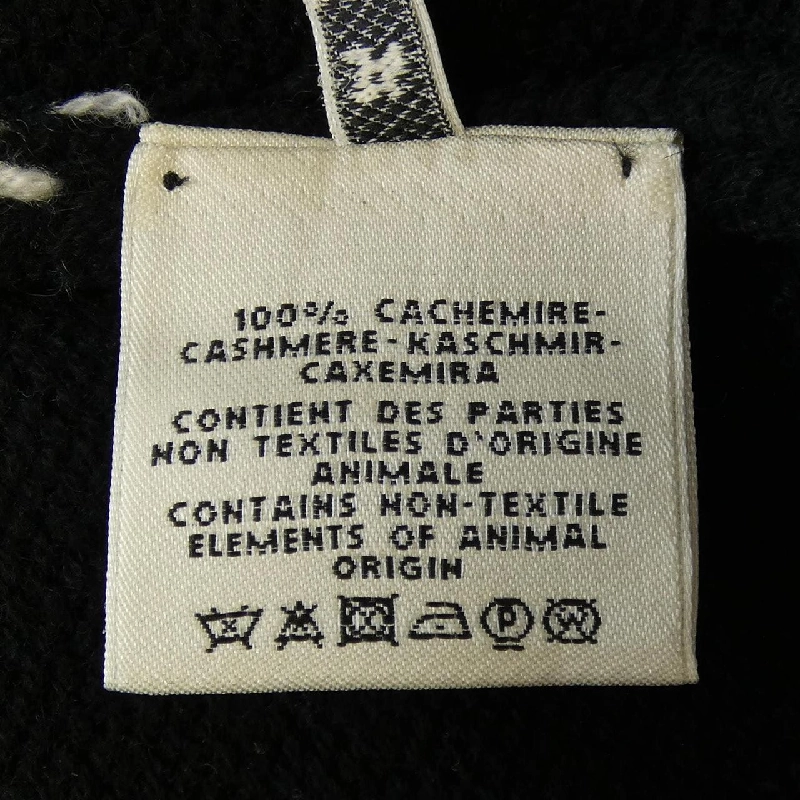 100% CACHEMIRE-
CASHMERE-KASCHMIR-
CAXEMIRA
CONTIENT DES PARTIES
NON TEXTILES D'ORIGINE
ANIMALE
CONTAINS NON-TEXTILE
ELEMENTS OF ANIMAL
ORIGIN
P W